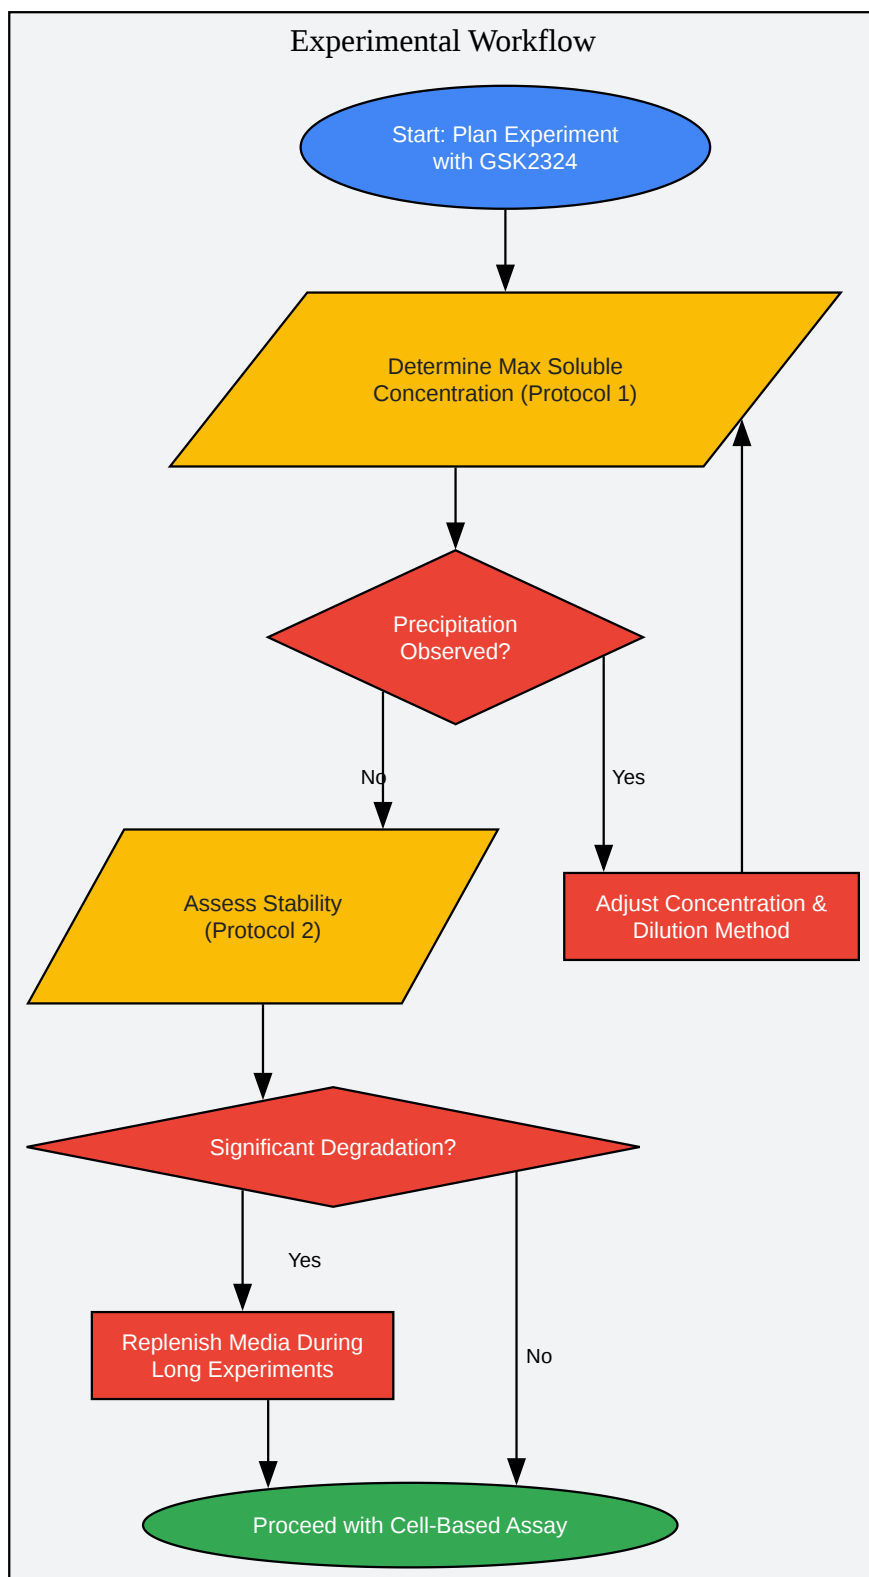 Experimental Workflow
Start: Plan Experiment
with GSK2324
Determine Max Soluble
Concentration (Protocol 1)
Precipitation
Observed?
No
Yes
Assess Stability
(Protocol 2)
Adjust Concentration &
Dilution Method
Significant Degradation?
Yes
Replenish Media During
Long Experiments
No
Proceed with Cell-Based Assay